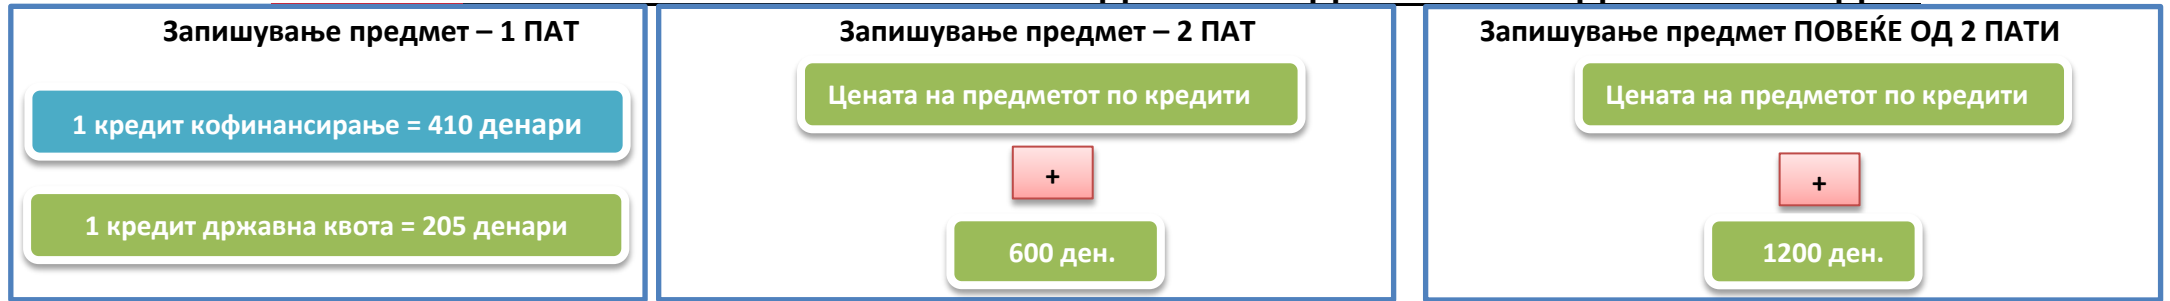 Запишување предмет – 1 ПАТ
1 кредит кофинансирање = 410 денари
1 кредит државна квота = 205 денари
Запишување предмет – 2 ПАТ
Цената на предметот по кредити
+
600 ден.
Запишување предмет ПОВЕЌЕ ОД 2 ПАТИ
Цената на предметот по кредити
+
1200 ден.